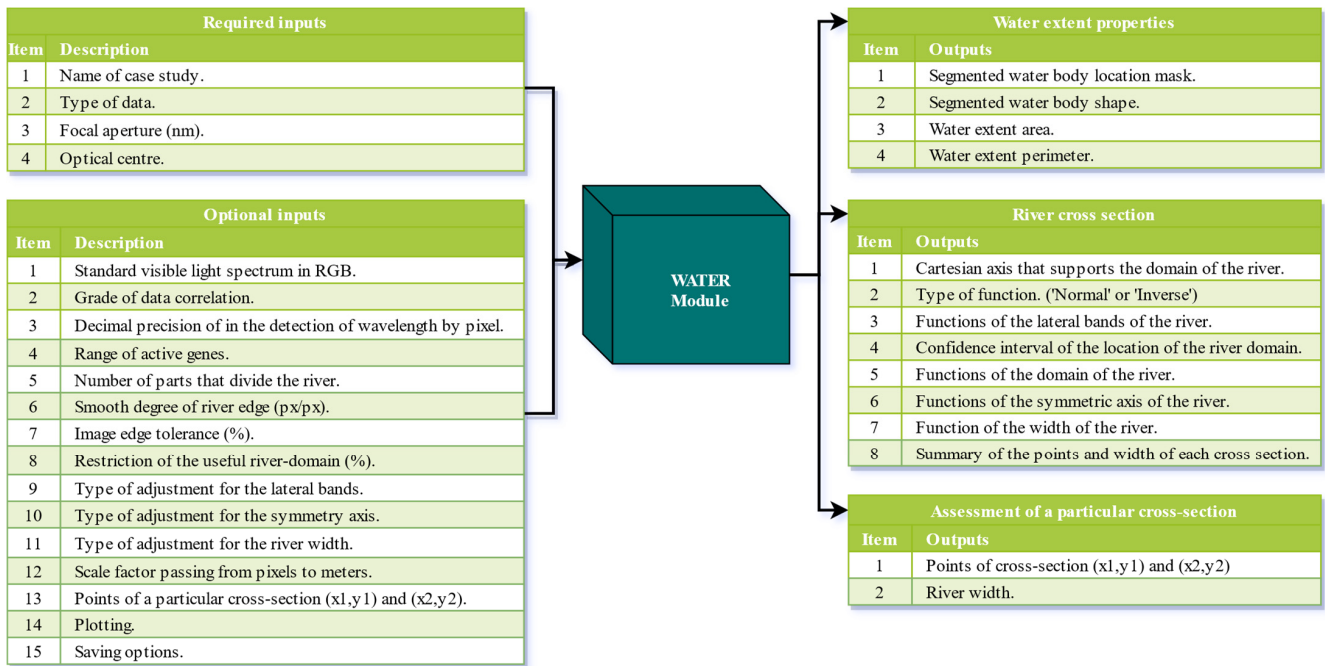 Required inputs
Item Description
1 Name of case study.
2 Type of data.
3 Focal aperture (nm).
4 Optical centre.
Optional inputs
Item Description
1 Standard visible light spectrum in RGB.
2 Grade of data correlation.
3 Decimal precision of in the detection of wavelength by pixel.
4 Range of active genes.
5 Number of parts that divide the river.
6 Smooth degree of river edge (px/px).
7 Image edge tolerance (%).
8 Restriction of the useful river-domain (%).
9 Type of adjustment for the lateral bands.
10 Type of adjustment for the symmetry axis.
11 Type of adjustment for the river width.
12 Scale factor passing from pixels to meters.
13 Points of a particular cross-section (x1,y1) and (x2,y2).
14 Plotting.
15 Saving options.
WATER
Module
Water extent properties
Item Outputs
1 Segmented water body location mask.
2 Segmented water body shape.
3 Water extent area.
4 Water extent perimeter.
River cross section
Item Outputs
1 Cartesian axis that supports the domain of the river.
2 Type of function. ('Normal' or 'Inverse')
3 Functions of the lateral bands of the river.
4 Confidence interval of the location of the river domain.
5 Functions of the domain of the river.
6 Functions of the symmetric axis of the river.
7 Function of the width of the river.
8 Summary of the points and width of each cross section.
Assessment of a particular cross-section
Item Outputs
1 Points of cross-section (x1,y1) and (x2,y2)
2 River width.